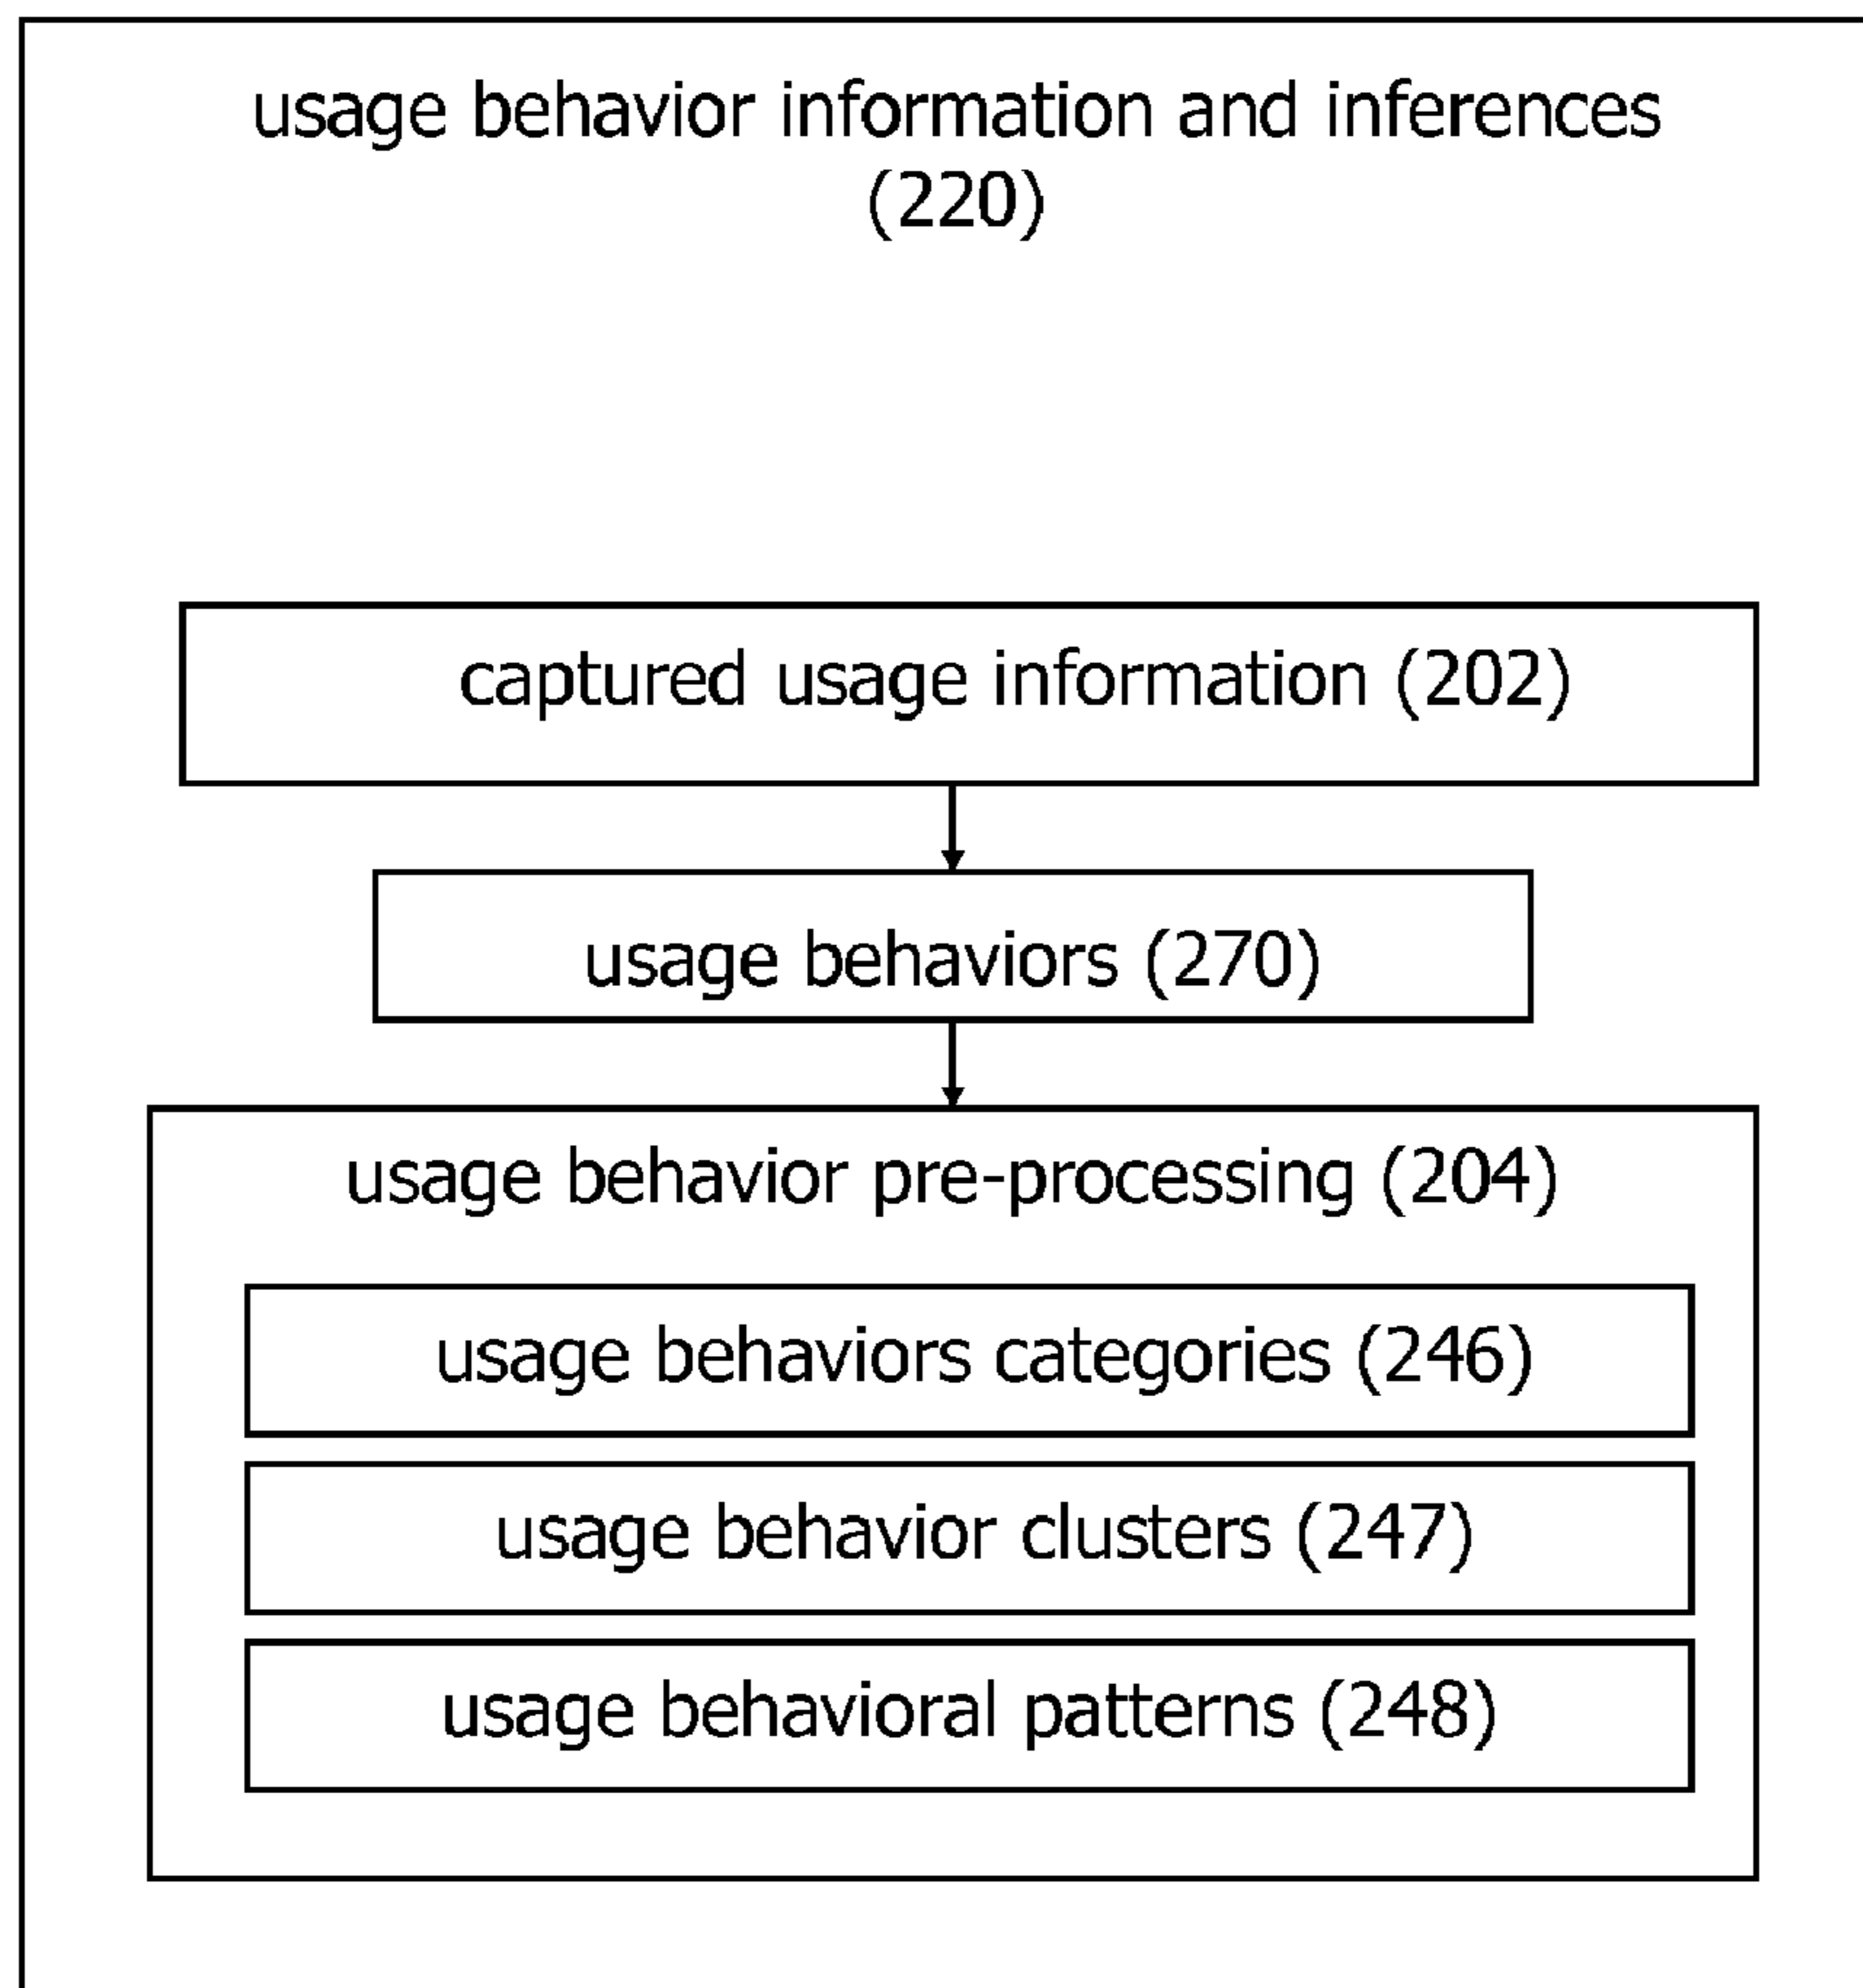 usage behavior information and inferences
(220)
captured usage information (202)
usage behaviors (270)
usage behavior pre-processing (204)
usage behaviors categories (246)
usage behavior clusters (247)
usage behavioral patterns (248)